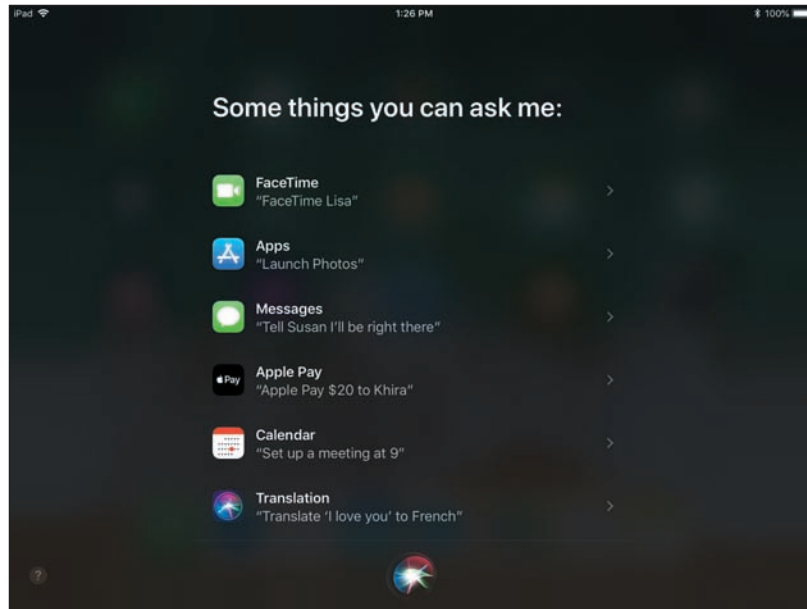 iPad 1:26 PM 100%
Some things you can ask me:
FaceTime
“FaceTime Lisa”
Apps
“Launch Photos”
Messages
“Tell Susan I’ll be right there”
Pay
Apple Pay
“Apple Pay $20 to Khira”
Calendar
“Set up a meeting at 9”
Translation
“Translate ‘I love you’ to French”
?